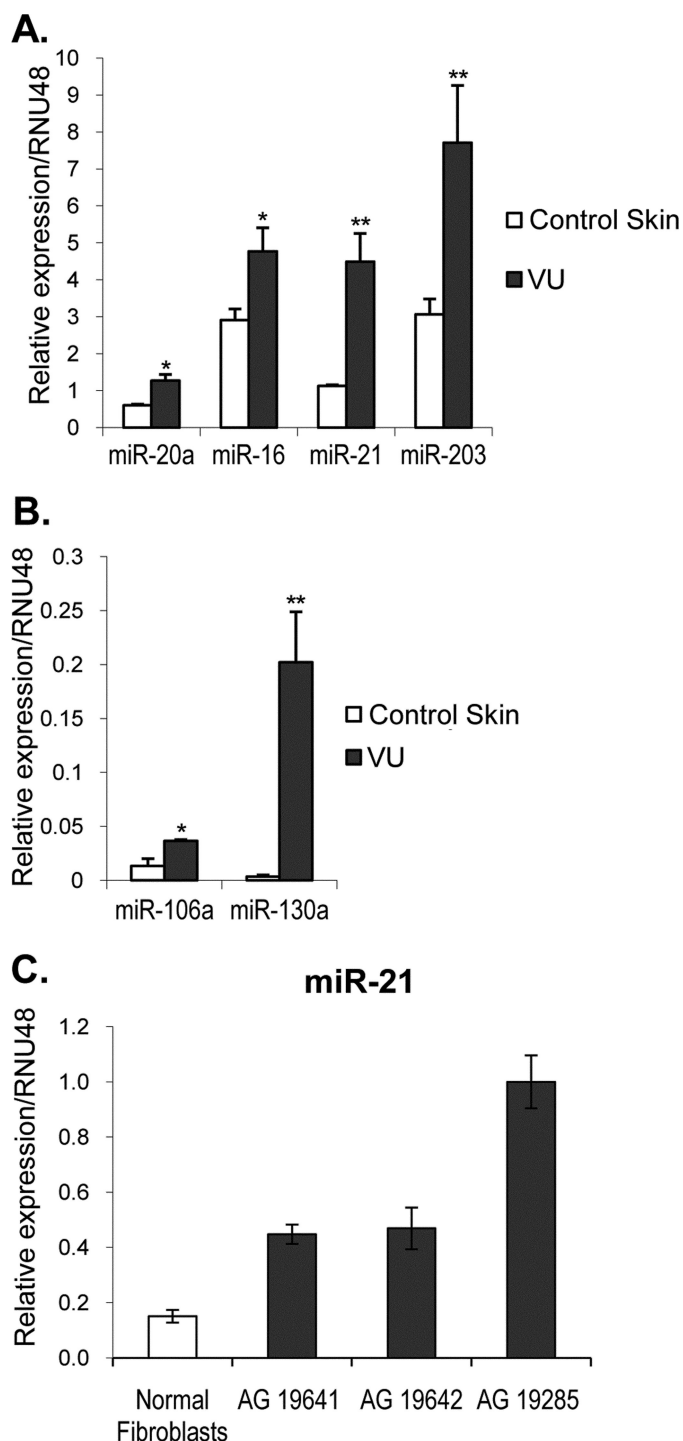 A.
Relative expression/RNU48
10
9
8
7
6
5
4
3
2
1
0
*
*
**
**
miR-20a miR-16 miR-21 miR-203
Control Skin
VU
B.
Relative expression/RNU48
0.3
0.25
0.2
0.15
0.1
0.05
0
*
**
miR-106a miR-130a
Control Skin
VU
C.
miR-21
Relative expression/RNU48
1.2
1.0
0.8
0.6
0.4
0.2
0.0
Normal
Fibroblasts
AG 19641 AG 19642 AG 19285